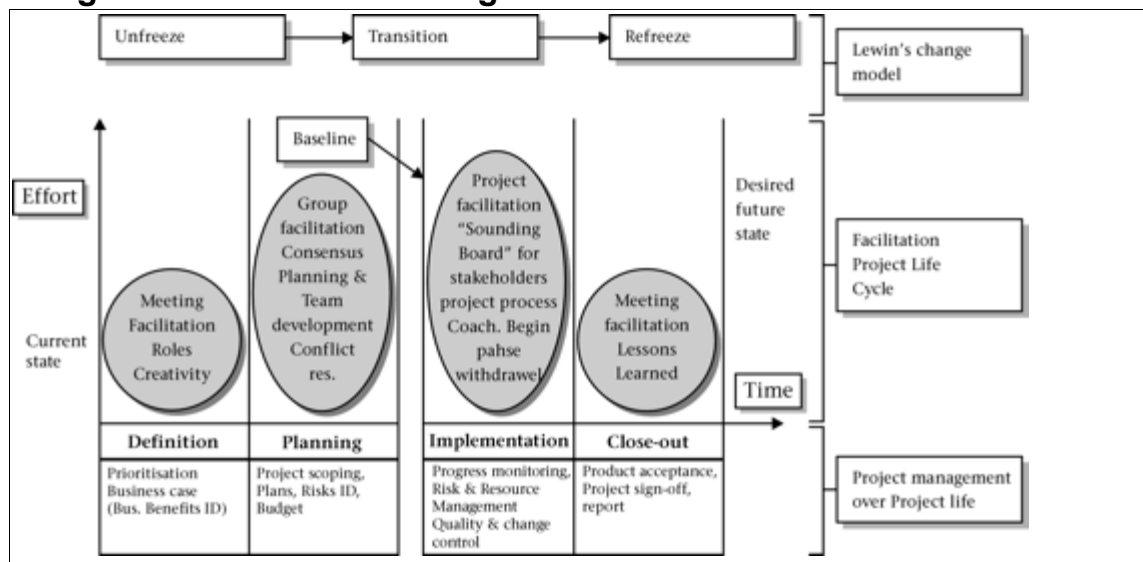 Unfreeze
Transition
Refreeze
Lewin's change
model
Baseline
Effort
Current
state
Meeting
Facilitation
Roles
Creativity
Group
facilitation
Consensus
Planning &
Team
development
Conflict
res.
Project
facilitation
“Sounding
Board” for
stakeholders
project process
Coach. Begin
pahse
withdrawel
Meeting
facilitation
Lessons
Learned
Desired
future
state
Time
Facilitation
Project Life
Cycle
Definition
Planning
Implementation
Close-out
Prioritisation
Business case
(Bus. Benefits ID)
Project scoping,
Plans, Risks ID,
Budget
Progress monitoring,
Risk & Resource
Management
Quality & change
control
Product acceptance,
Project sign-off,
report
Project management
over Project life